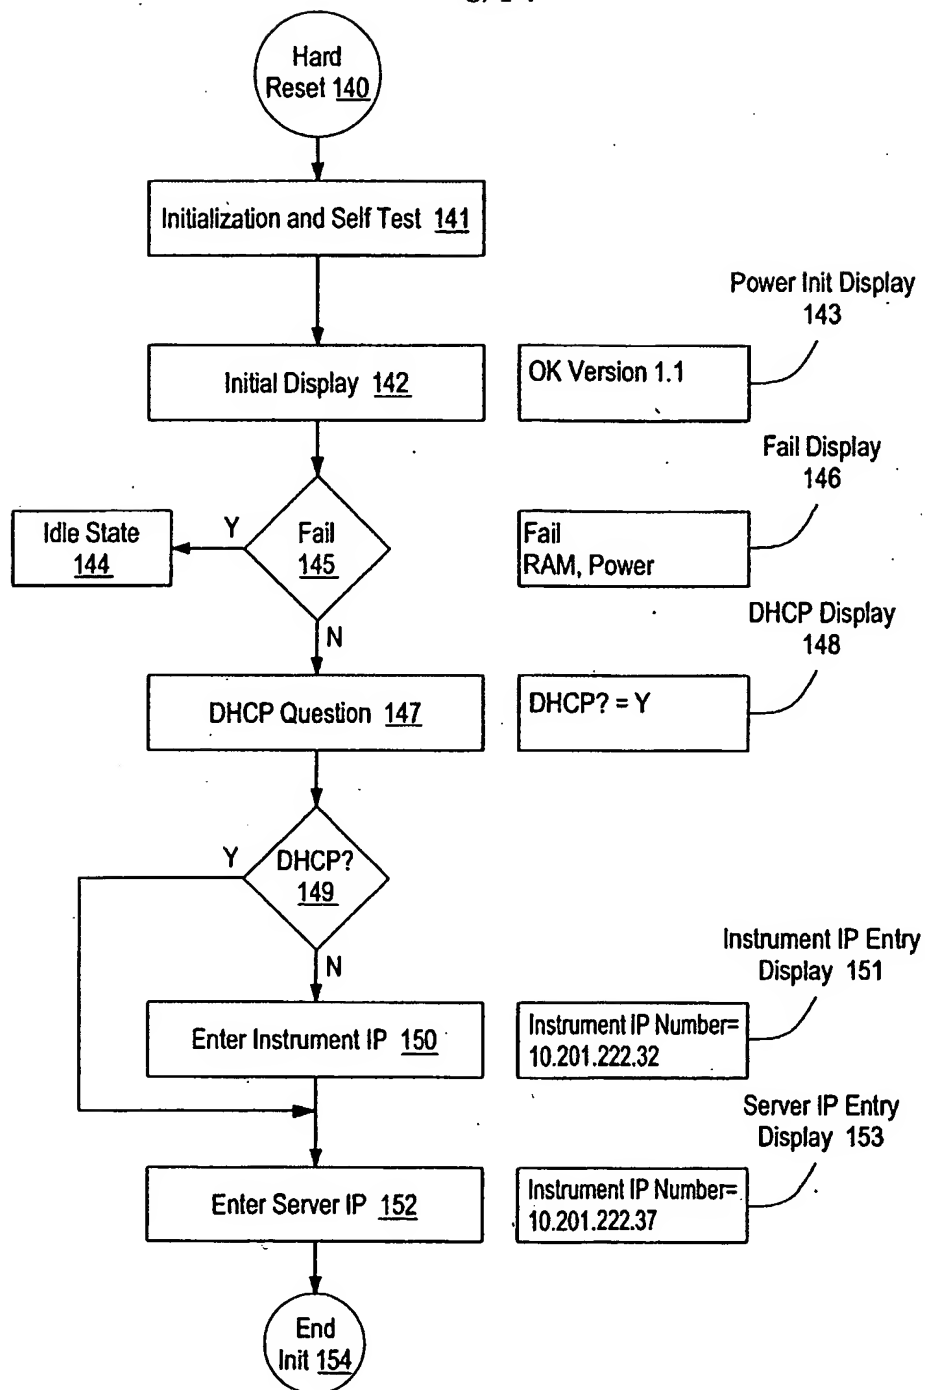 Hard
Reset 140
Initialization and Self Test 141
Power Init Display
143
Initial Display 142
OK Version 1.1
Fail Display
146
Idle State
144
Y
Fail
145
Fail
RAM, Power
N
DHCP Display
148
DHCP Question 147
DHCP? = Y
Y
DHCP?
149
N
Instrument IP Entry
Display 151
Enter Instrument IP 150
Instrument IP Number=
10.201.222.32
Server IP Entry
Display 153
Enter Server IP 152
Instrument IP Number=
10.201.222.37
End
Init 154